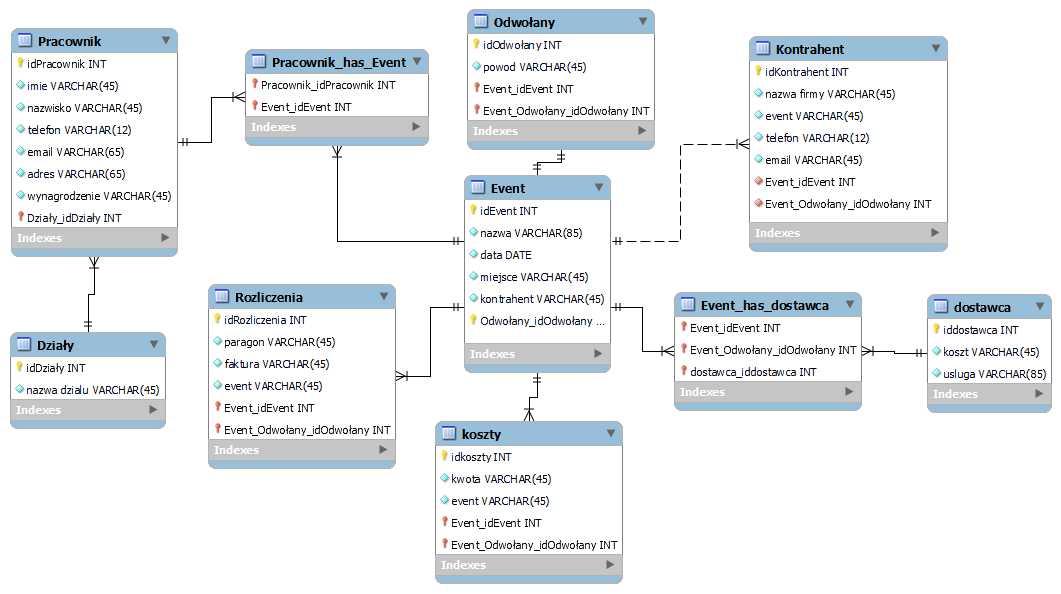 Pracownik
idPracownik INT
imie VARCHAR(45)
nazwisko VARCHAR(45)
telefon VARCHAR(12)
email VARCHAR(65)
adres VARCHAR(65)
wynagrodzenie VARCHAR(45)
Działy_idDziały INT
Indexes
Pracownik_has_Event
Pracownik_idPracownik INT
Event_idEvent INT
Indexes
Odwołany
idOdwołany INT
powod VARCHAR(45)
Event_idEvent INT
Event_Odwołany_idOdwołany INT
Indexes
Kontrahent
idKontrahent INT
nazwa firmy VARCHAR(45)
event VARCHAR(45)
telefon VARCHAR(12)
email VARCHAR(45)
Event_idEvent INT
Event_Odwołany_idOdwołany INT
Indexes
Event
idEvent INT
nazwa VARCHAR(85)
data DATE
miejsce VARCHAR(45)
kontrahent VARCHAR(45)
Odwołany_idOdwołany ...
Indexes
Działy
idDziały INT
nazwa dzialu VARCHAR(45)
Indexes
Rozliczenia
idRozliczenia INT
paragon VARCHAR(45)
faktura VARCHAR(45)
event VARCHAR(45)
Event_idEvent INT
Event_Odwołany_idOdwołany INT
Indexes
Event_has_dostawca
Event_idEvent INT
Event_Odwołany_idOdwołany INT
dostawca_iddostawca INT
Indexes
dostawca
iddostawca INT
koszt VARCHAR(45)
usluga VARCHAR(85)
Indexes
koszty
idkoszty INT
kwota VARCHAR(45)
event VARCHAR(45)
Event_idEvent INT
Event_Odwołany_idOdwołany INT
Indexes